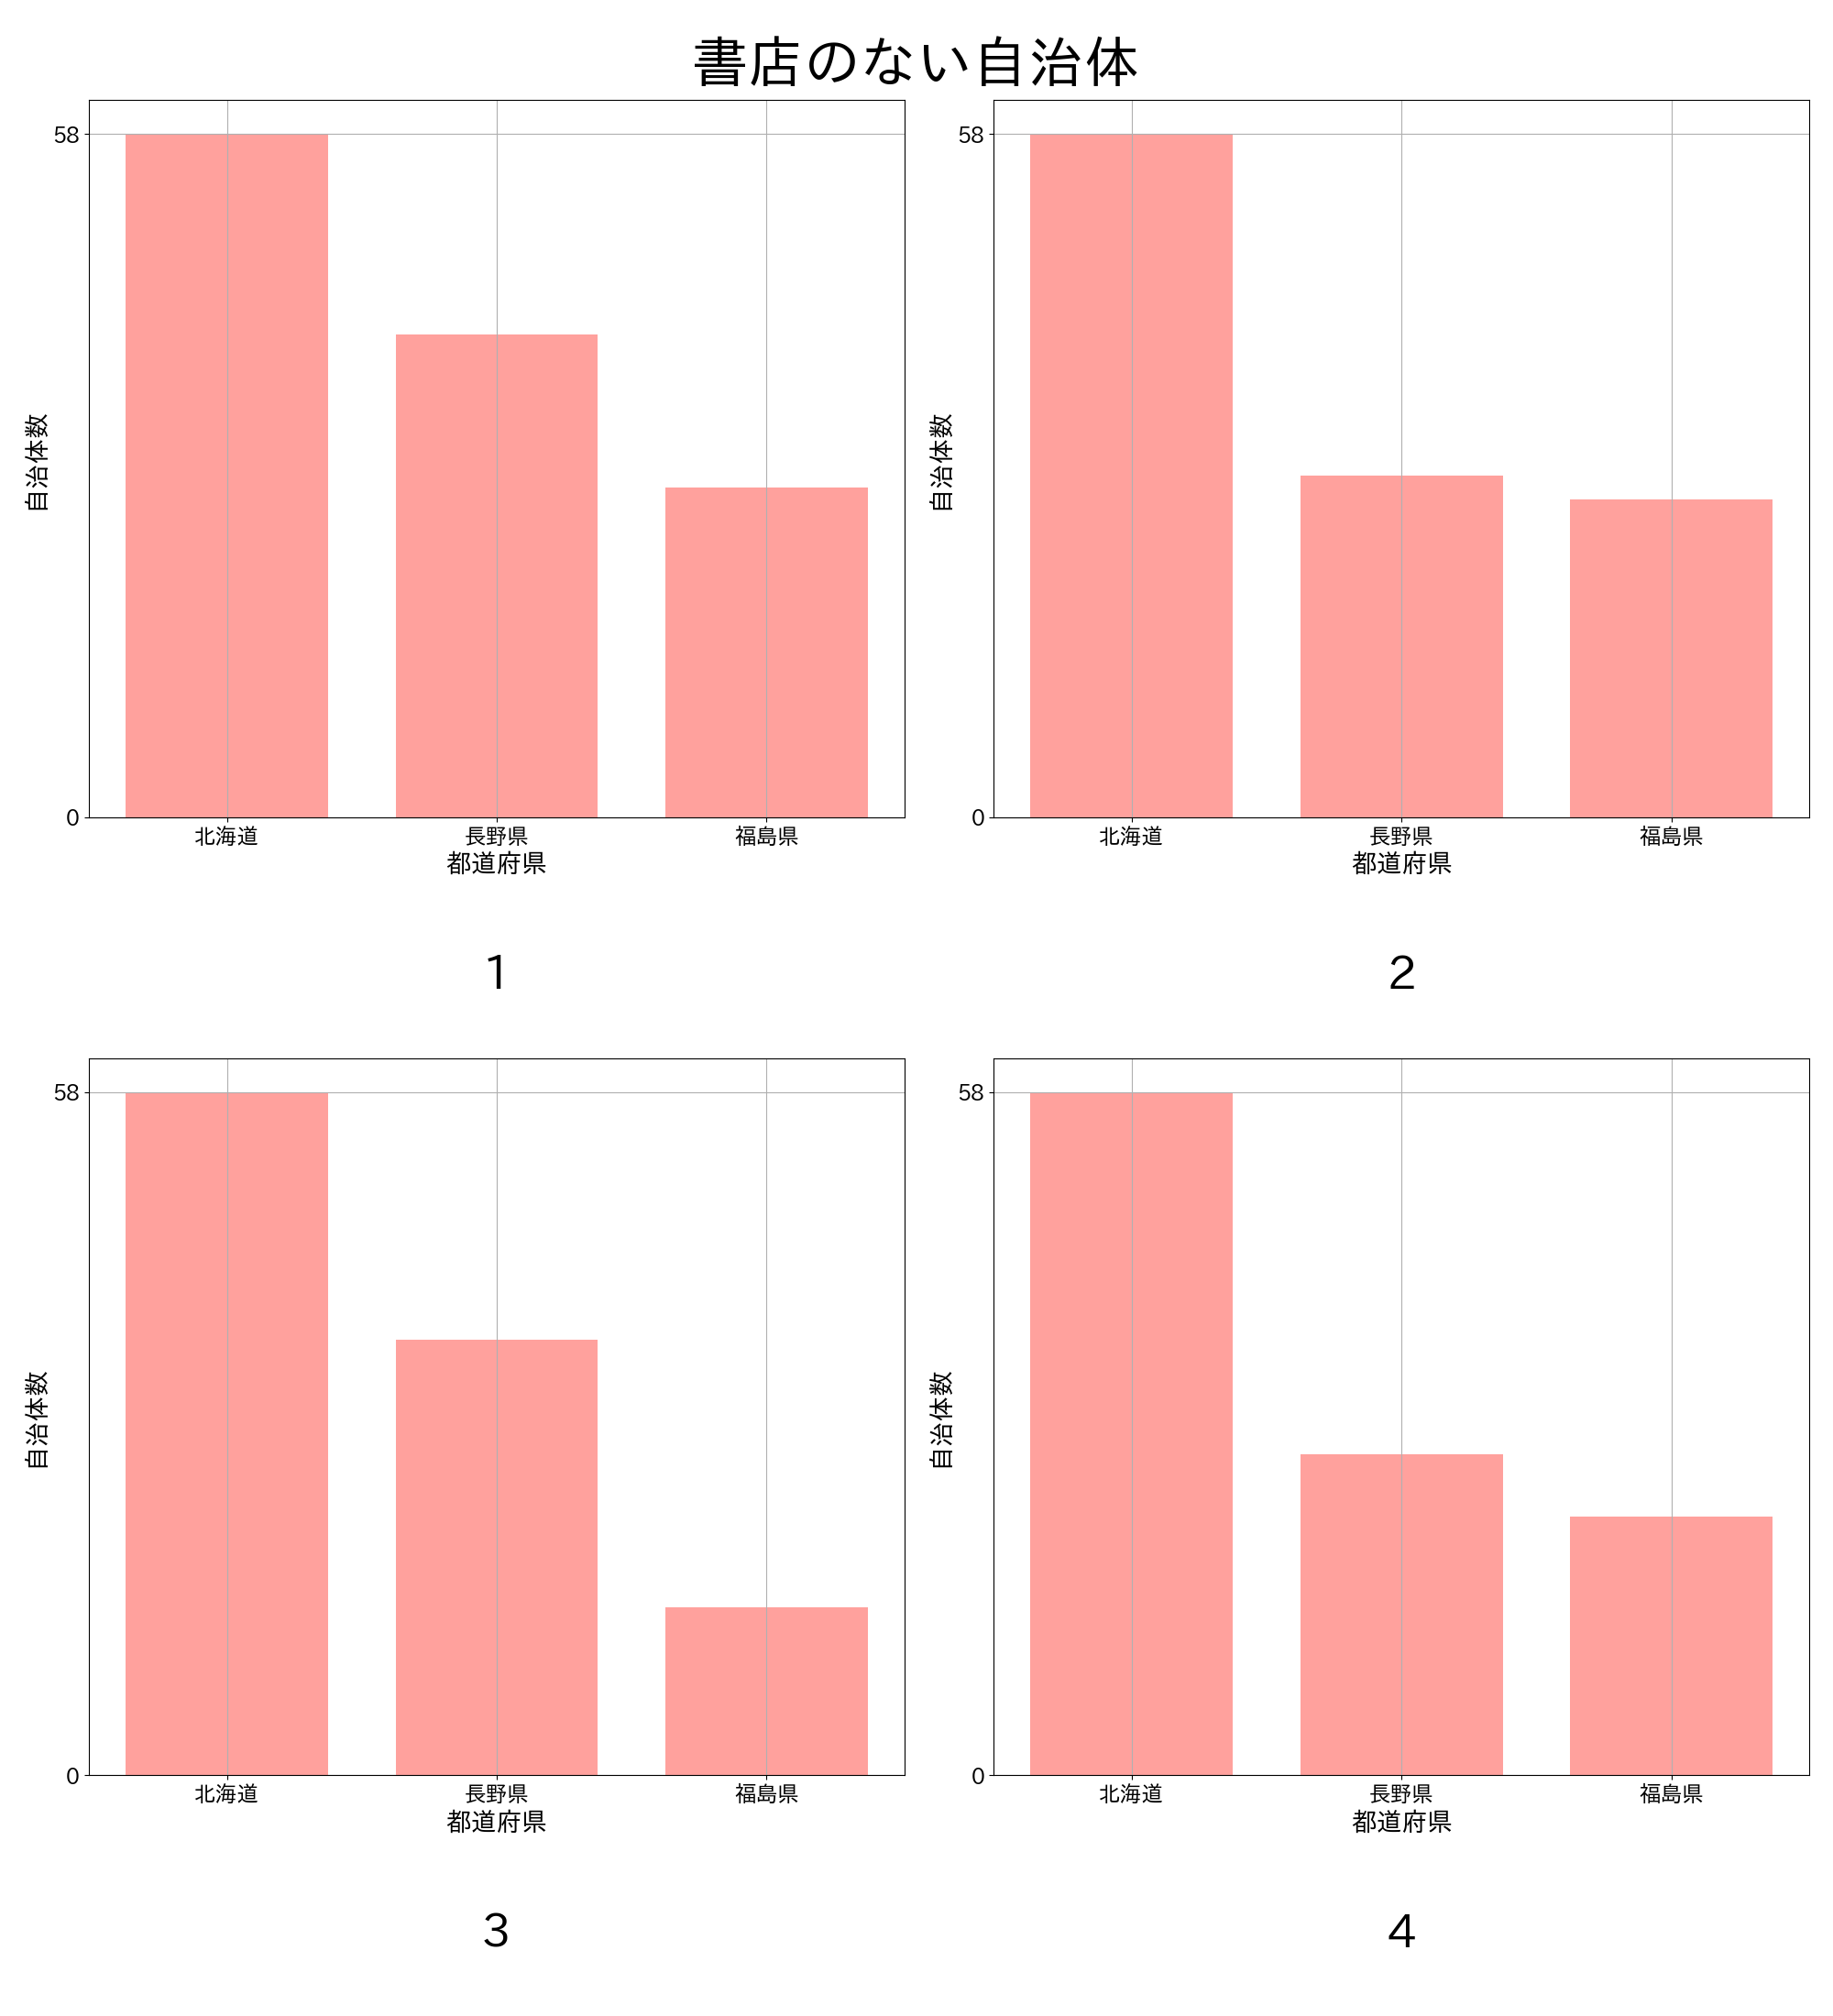 書店のない自治体
58
0
自治体数
北海道 長野県 福島県
都道府県
1
58
0
自治体数
北海道 長野県 福島県
都道府県
2
58
0
自治体数
北海道 長野県 福島県
都道府県
3
58
0
自治体数
北海道 長野県 福島県
都道府県
4